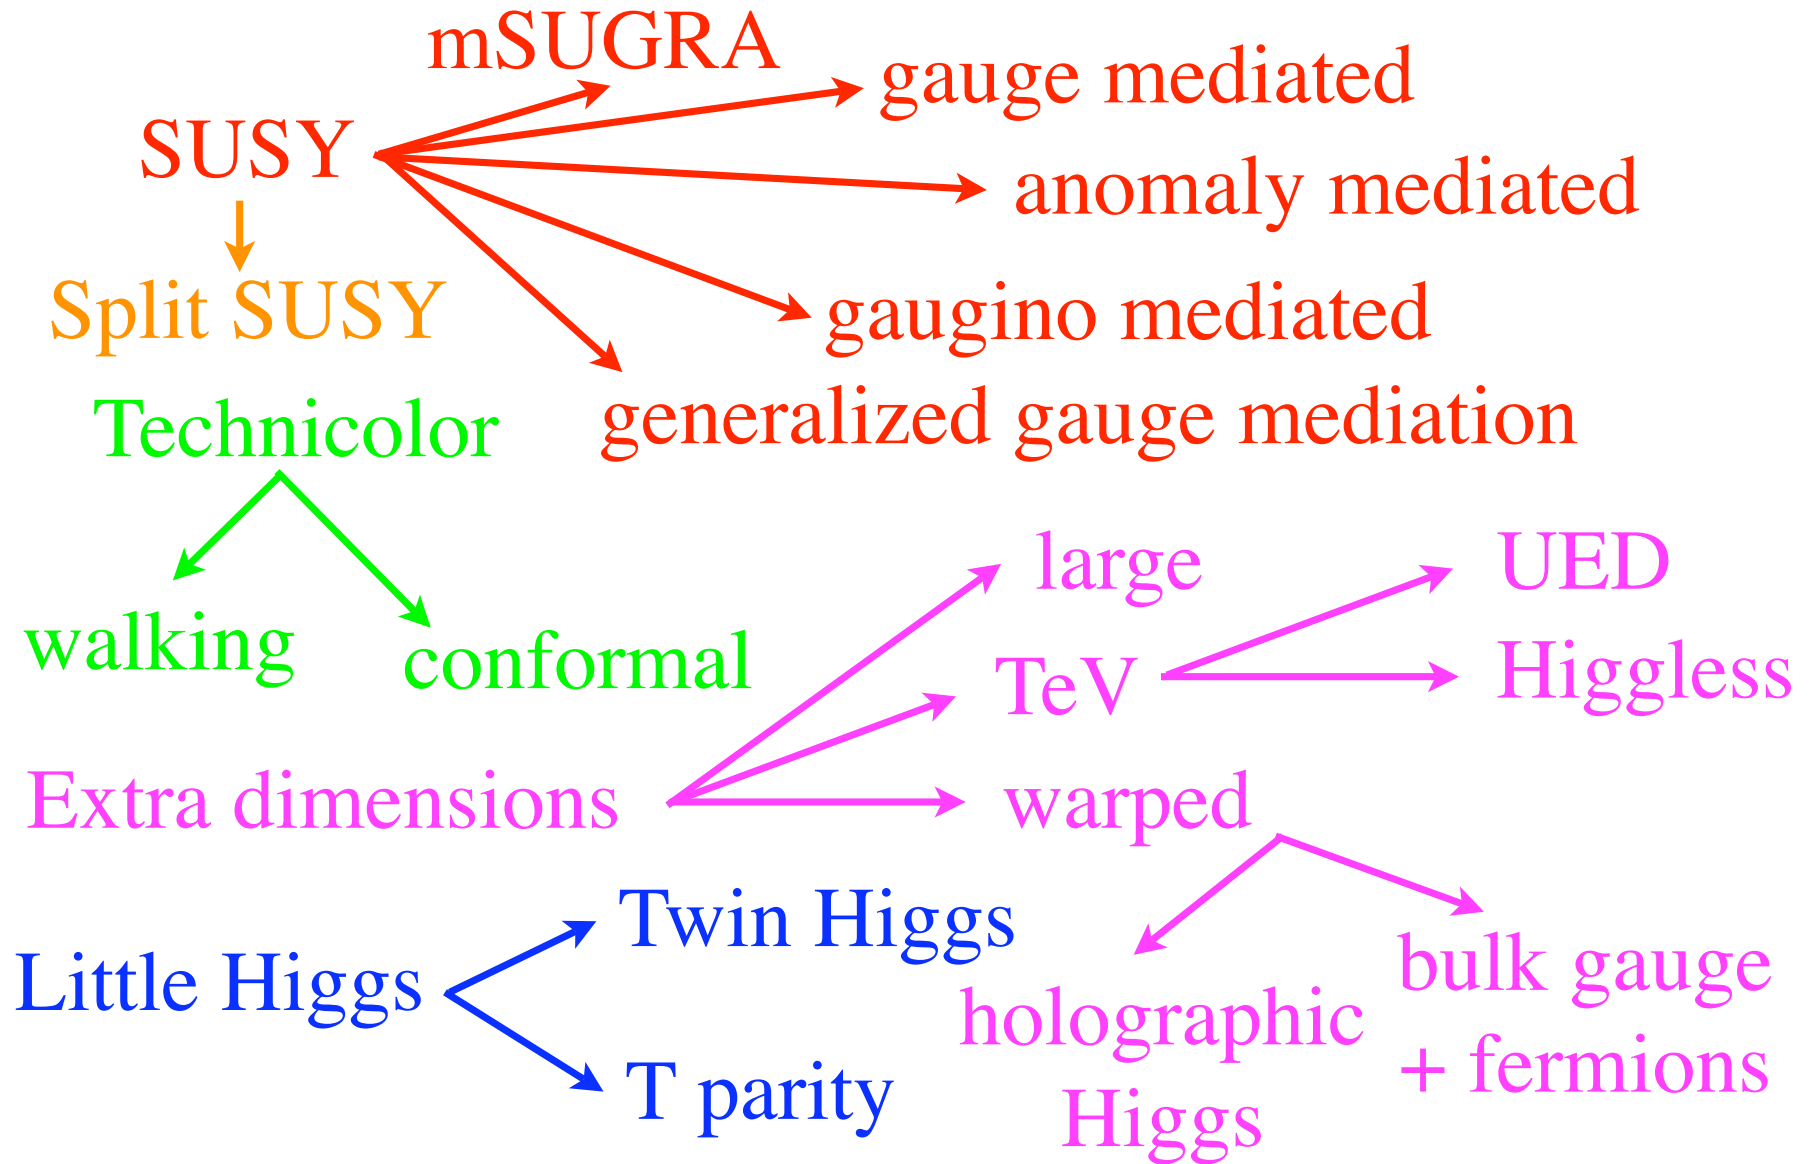 mSUGRA
gauge mediated
SUSY
anomaly mediated
Split SUSY
gaugino mediated
Technicolor
generalized gauge mediation
walking
conformal
large
UED
TeV
Higgless
Extra dimensions
warped
Little Higgs
Twin Higgs
T parity
holographic
Higgs
bulk gauge
+ fermions